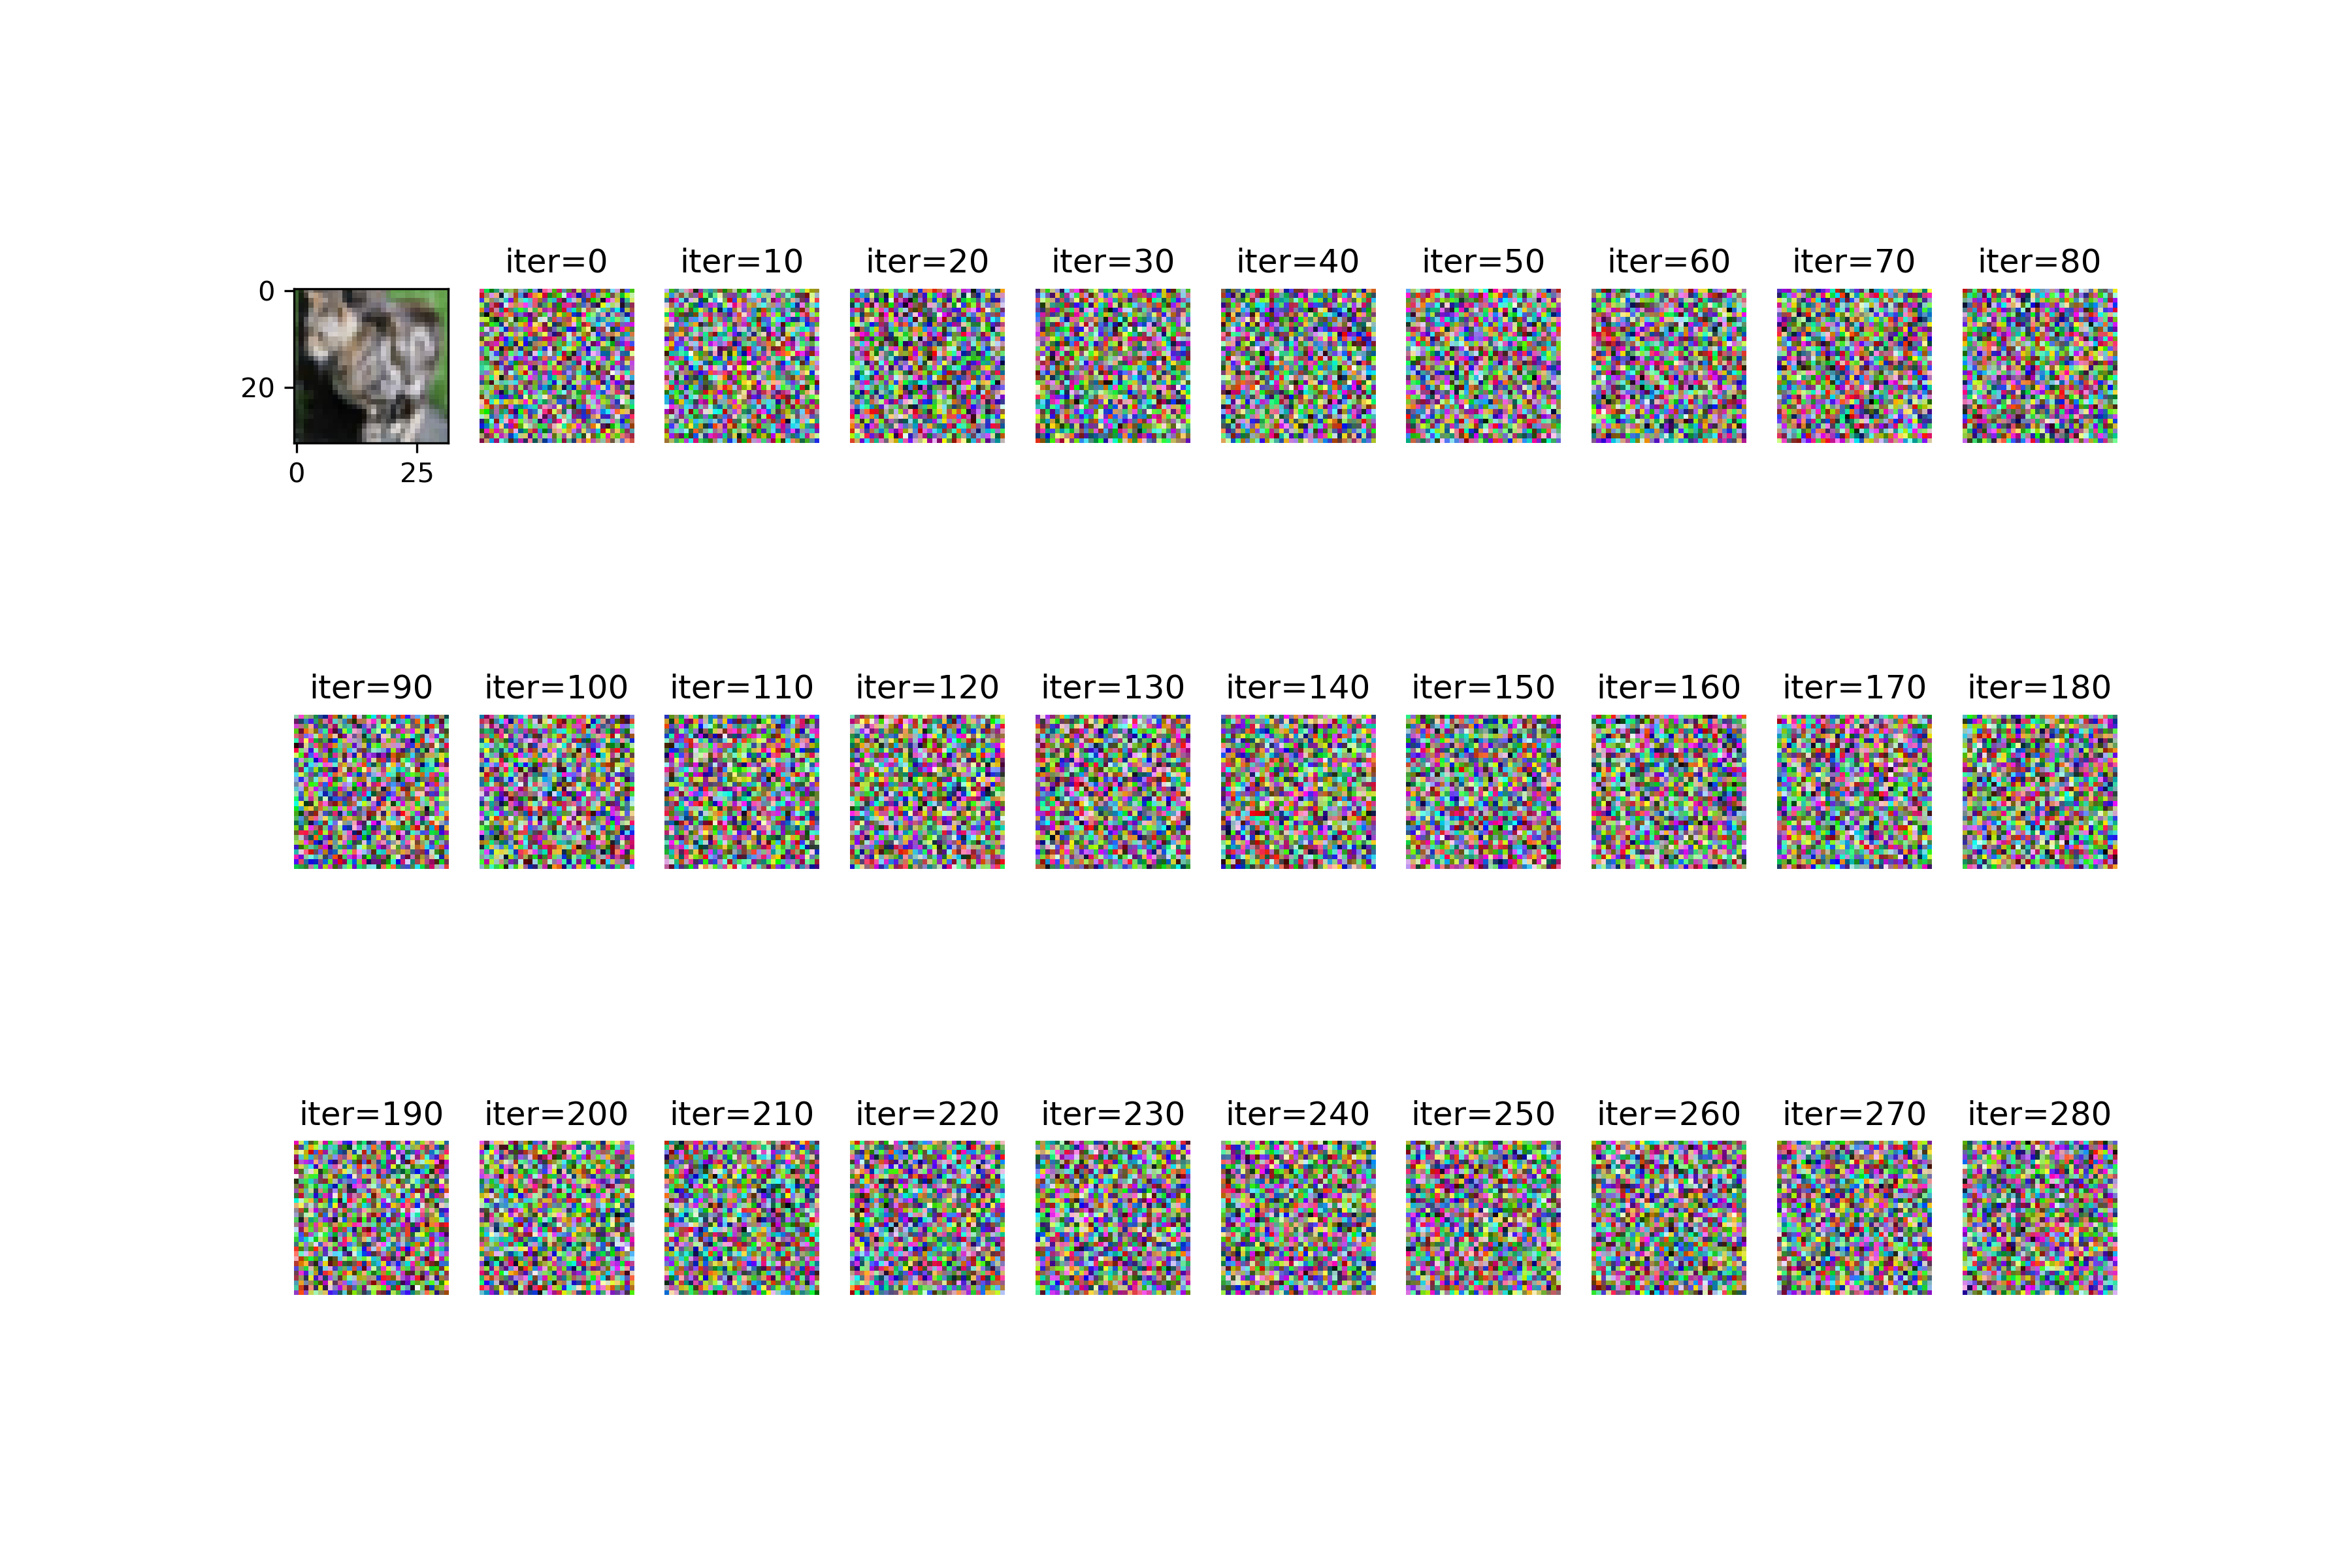 iter=0 iter=10 iter=20 iter=30 iter=40 iter=50 iter=60 iter=70 iter=80
0
20
0 25
iter=90 iter=100 iter=110 iter=120 iter=130 iter=140 iter=150 iter=160 iter=170 iter=180
iter=190 iter=200 iter=210 iter=220 iter=230 iter=240 iter=250 iter=260 iter=270 iter=280